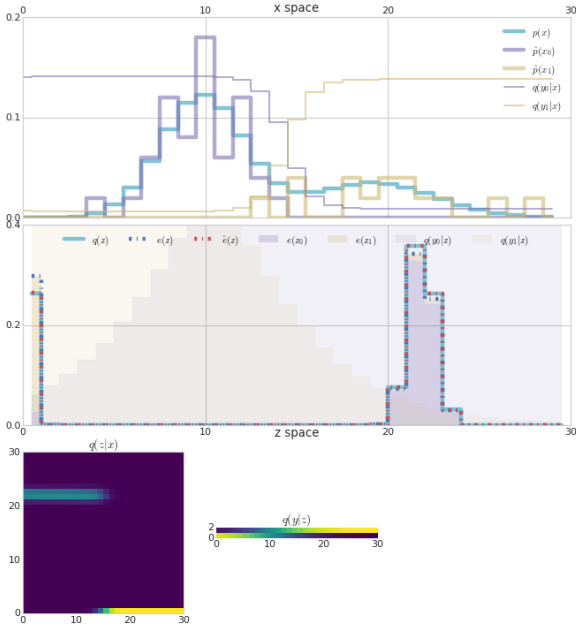 0 10 x space 20 30
0.2
p(x)
p̂(x₀)
p̂(x₁)
q(y₀|x)
q(y₁|x)
0.1
0.0
0.4
q(z) e(z) ê(z) e(z₀) e(z₁) q(y₀|x) q(y₁|x)
0.2
0.0
0 10 z space 20 30
q(z|x)
30
20
10
0
0 10 20 30
q(y|z)
2
0
0 10 20 30